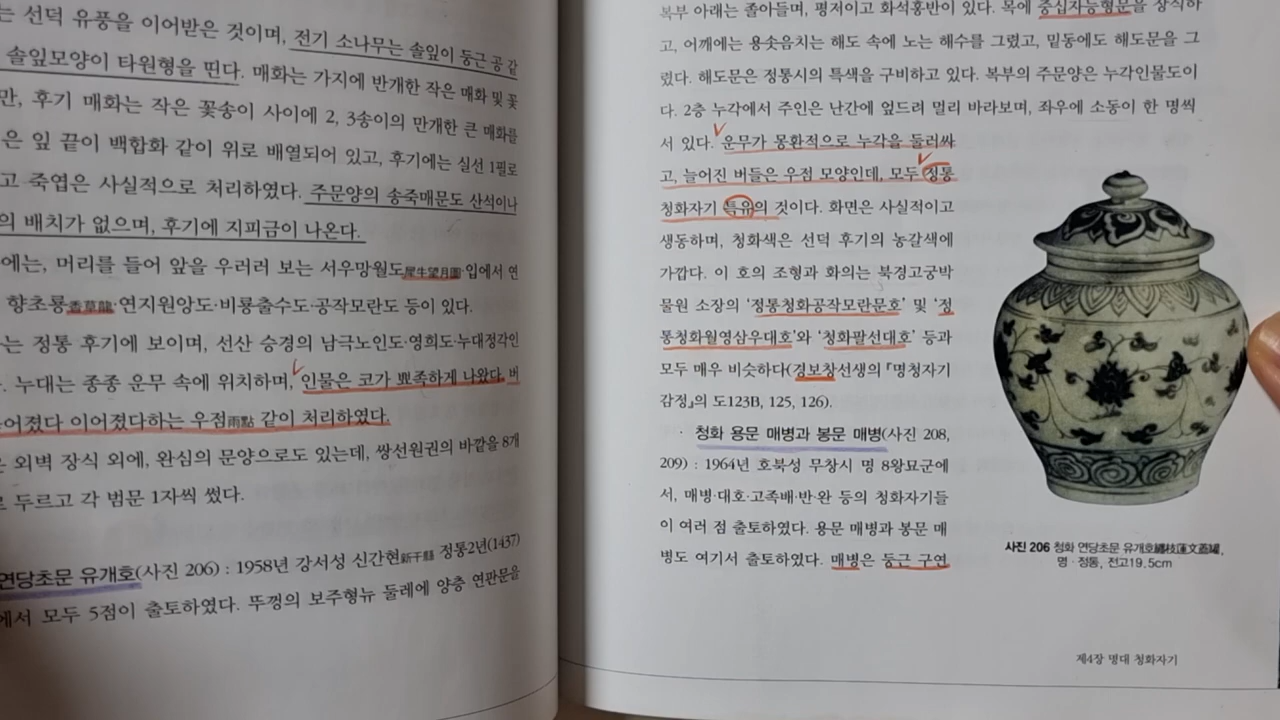 는 선덕 유풍을 이어받은 것이며, 전기 소나무는 솔잎이 둥근 공 같
솔잎모양이 타원형을 띤다. 매화는 가지에 반개한 작은 매화 및 꽃
만, 후기 매화는 작은 꽃송이 사이에 2, 3송이의 만개한 큰 매화를
은 잎 끝이 백합화 같이 위로 배열되어 있고, 후기에는 실선 1필로
고 죽엽은 사실적으로 처리하였다. 주문양의 송죽매문도 산석이나
의 배치가 없으며, 후기에 지피금이 나온다.
에는, 머리를 들어 앞을 우러러 보는 서우망월도犀牛望月圖·입에서 연
향초룡香草龍·연지원앙도·비룡출수도·공작모란도 등이 있다.
는 정통 후기에 보이며, 선산 승경의 남극노인도·영희도·누대정각인
누대는 종종 운무 속에 위치하며, 인물은 코가 뾰족하게 나왔다. 버
어졌다 이어졌다하는 우점雨點 같이 처리하였다.
외벽 장식 외에, 완심의 문양으로도 있는데, 쌍선원권의 바깥을 8개
로 두르고 각 범문 1자씩 썼다.
연당초문 유개호(사진 206) : 1958년 강서성 신간현新干縣 정통2년(1437)
에서 모두 5점이 출토하였다. 뚜껑의 보주형뉴 둘레에 양층 연판문을
복부 아래는 졸아들며, 평저이고 화석홍반이 있다. 목에 중십자능형문을 장식하
고, 어깨에는 용솟음치는 해도 속에 노는 해수를 그렸고, 밑동에도 해도문을 그
렸다. 해도문은 정통시의 특색을 구비하고 있다. 복부의 주문양은 누각인물도이
다. 2층 누각에서 주인은 난간에 엎드려 멀리 바라보며, 좌우에 소동이 한 명씩
서 있다. 운무가 몽환적으로 누각을 둘러싸
고, 늘어진 버들은 우점 모양인데, 모두 정통
청화자기 특유의 것이다. 화면은 사실적이고
생동하며, 청화색은 선덕 후기의 농갈색에
가깝다. 이 호의 조형과 화의는 북경고궁박
물원 소장의 ‘정통청화공작모란문호’ 및 ‘정
통청화월영삼우대호’와 ‘청화팔선대호’ 등과
모두 매우 비슷하다(경보창선생의 『명청자기
감정』의 도123B, 125, 126).
· 청화 용문 매병과 봉문 매병(사진 208,
209) : 1964년 호북성 무창시 명 8왕묘군에
서, 매병·대호·고족배·반·완 등의 청화자기들
이 여러 점 출토하였다. 용문 매병과 봉문 매
병도 여기서 출토하였다. 매병은 둥근 구연
사진 206 청화 연당초문 유개호纏枝蓮文蓋罐,
명 · 정통, 전고19.5cm
제4장 명대 청화자기